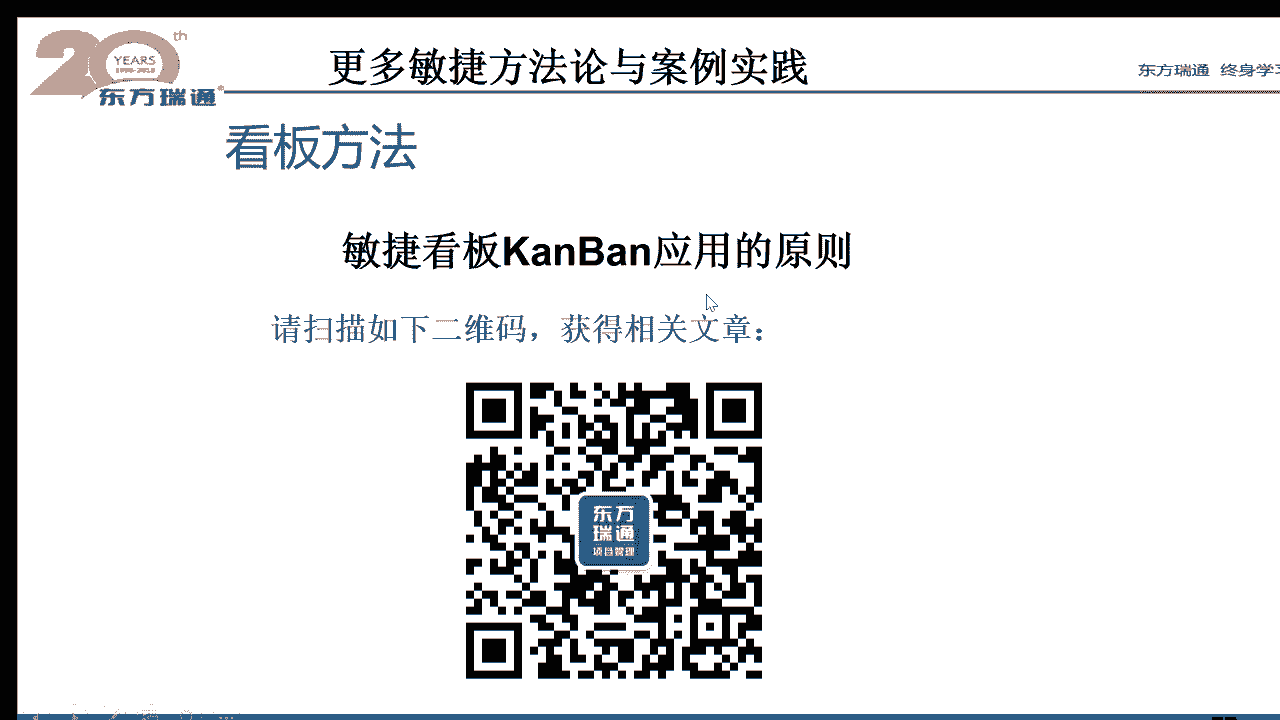 20th
YEARS
东方瑞通®
更多敏捷方法论与案例实践
东方瑞通 终身学习
看板方法
敏捷看板KanBan应用的原则
请扫描如下二维码，获得相关文章：
东方
瑞通
项目管理